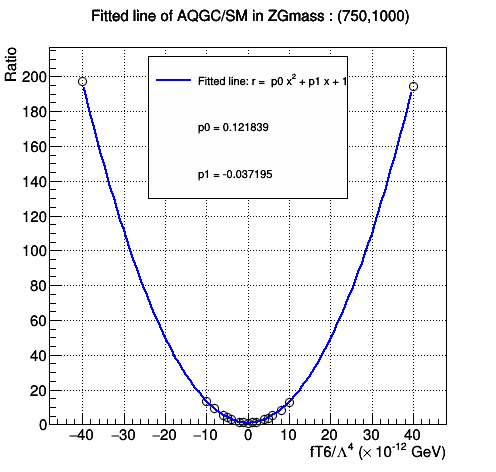 Fitted line of AQGC/SM in ZGmass : (750,1000)
Ratio
Fitted line: r = p0 x² + p1 x + 1
p0 = 0.121839
p1 = -0.037195
200
180
160
140
120
100
80
60
40
20
0
−40 −30 −20 −10 0 10 20 30 40
fT6/Λ⁴ (× 10⁻¹² GeV)